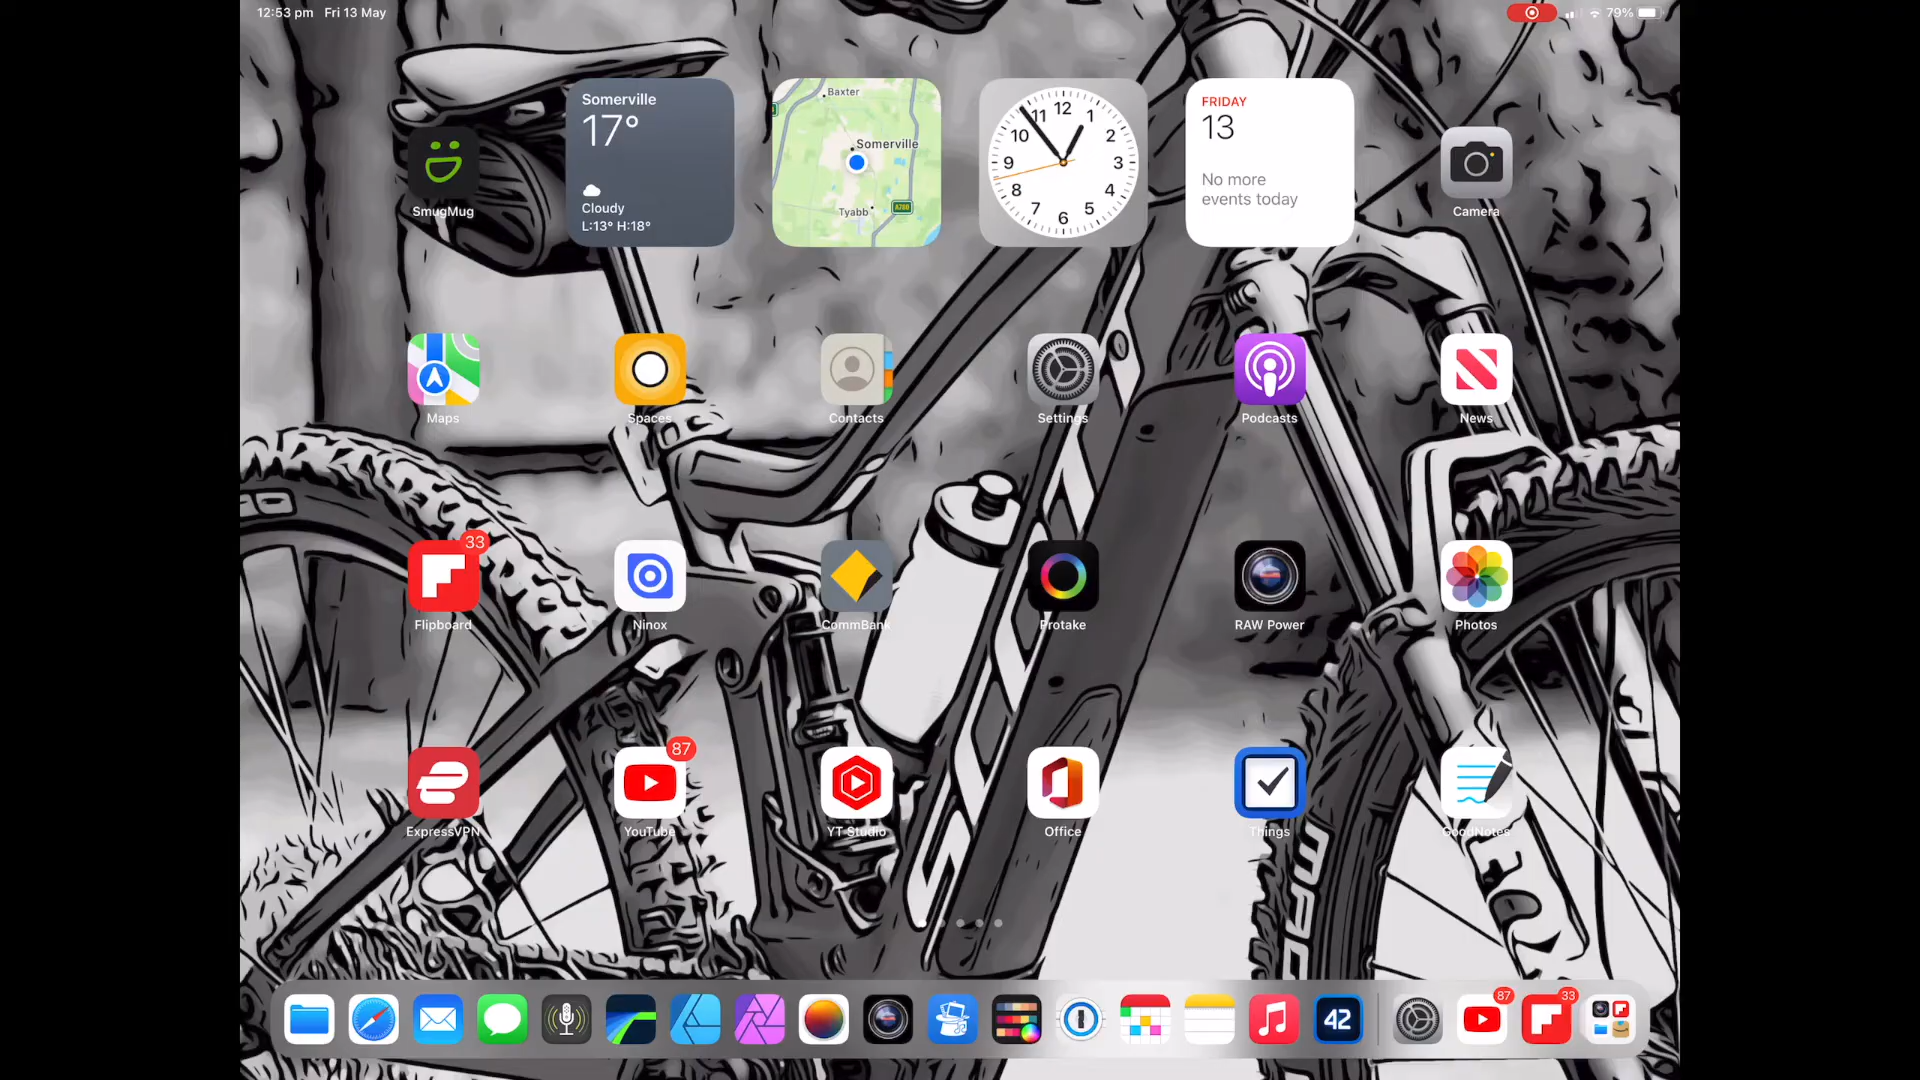 12:53 pm Fri 13 May
79%
Somerville
17°
Cloudy
L:13° H:18°
Baxter
Somerville
Tyabb
A780
12
1
2
3
4
5
6
7
8
9
10
11
FRIDAY
13
No more
events today
SmugMug
Camera
Maps
Spaces
Contacts
Settings
Podcasts
News
33
Flipboard
Ninox
CommBank
Protake
RAW Power
Photos
87
ExpressVPN
YouTube
YT Studio
Office
Things
GoodNotes
42
87
33